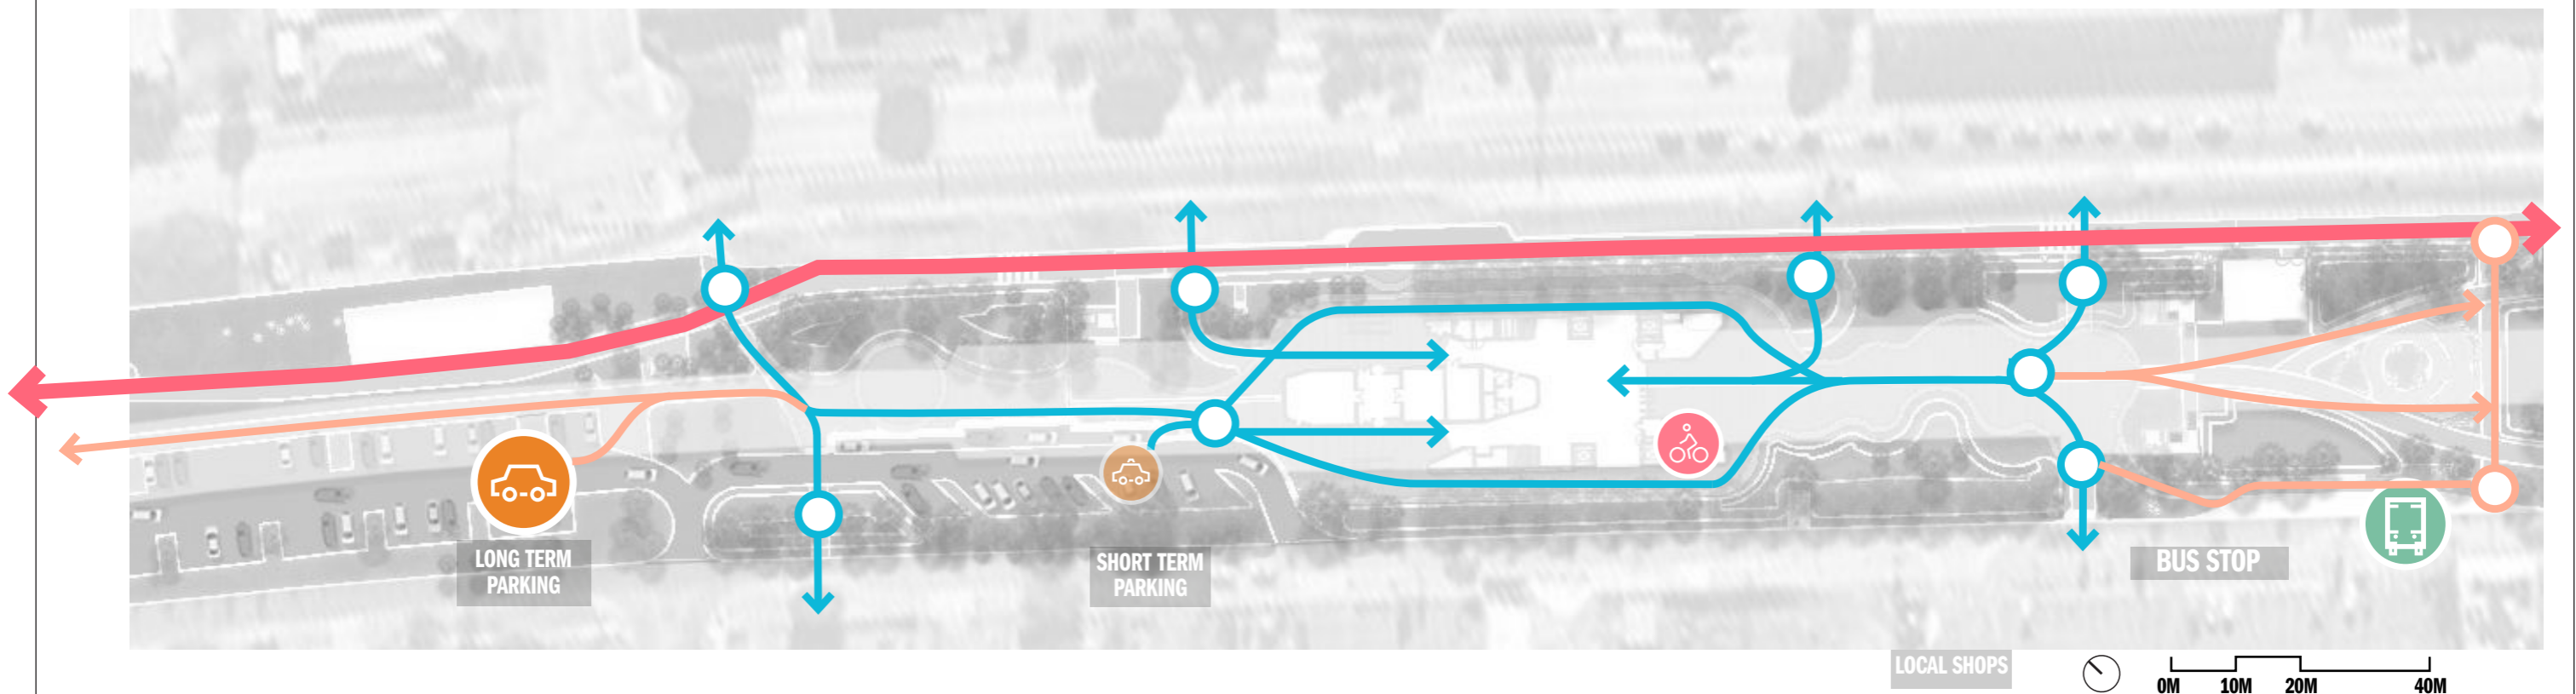 LONG TERM
PARKING
SHORT TERM
PARKING
BUS STOP
LOCAL SHOPS
0M 10M 20M 40M